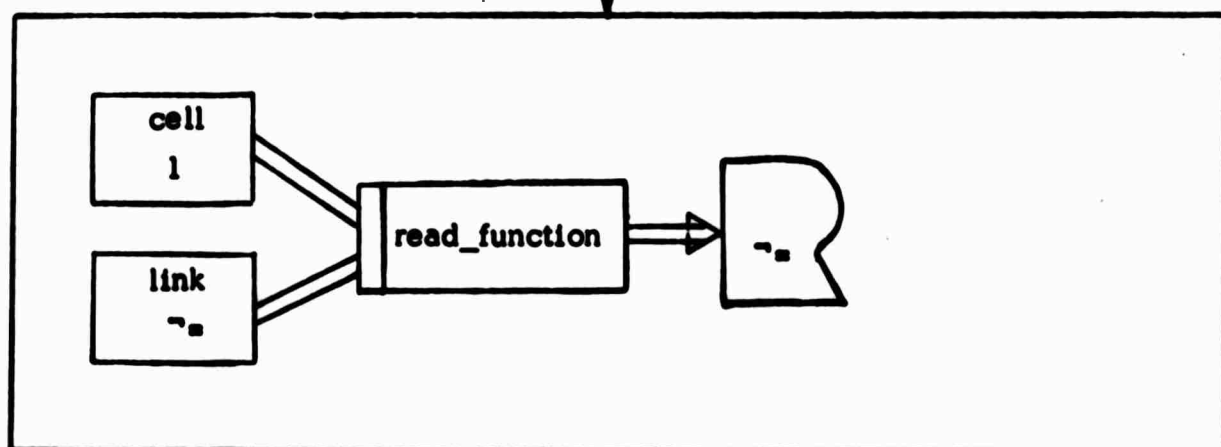 cell
1
link
¬=
read_function
¬=